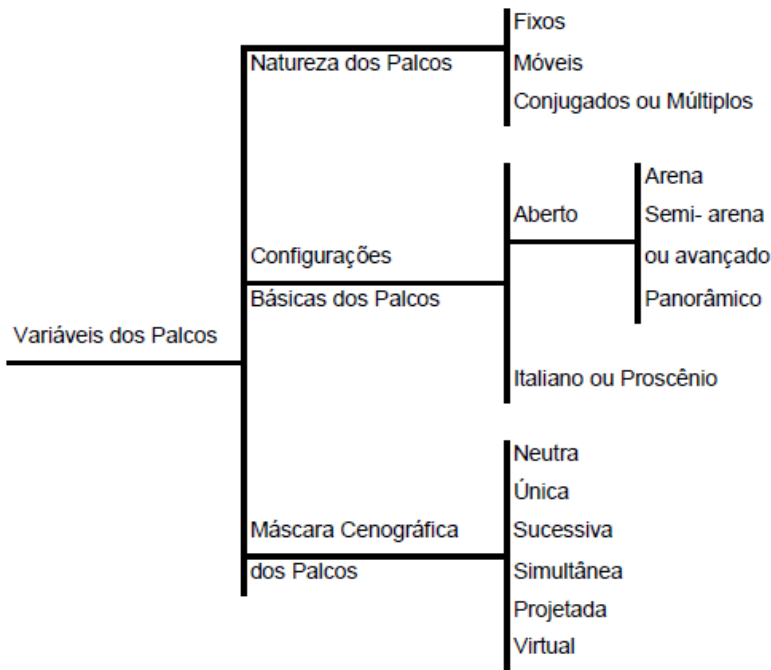 Variáveis dos Palcos
Natureza dos Palcos
Fixos
Móveis
Conjugados ou Múltiplos
Configurações
Básicas dos Palcos
Aberto
Arena
Semi- arena
ou avançado
Panorâmico
Italiano ou Proscênio
Máscara Cenográfica
dos Palcos
Neutra
Única
Sucessiva
Simultânea
Projetada
Virtual